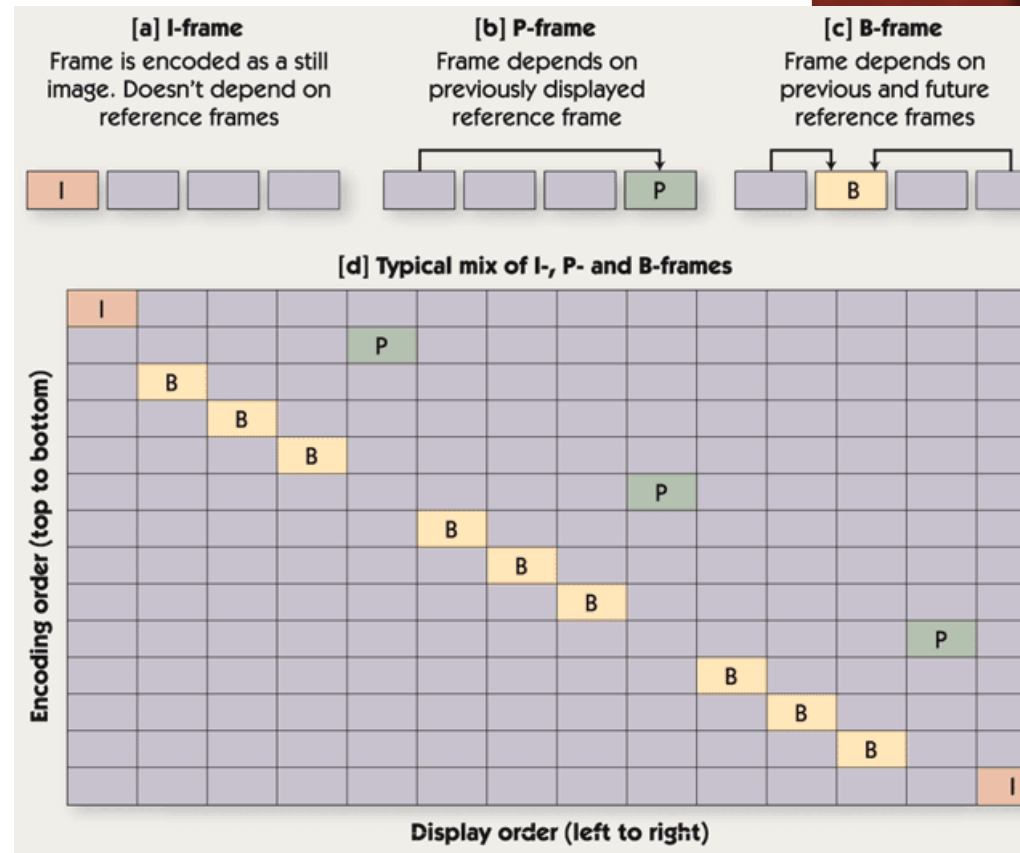 [a] I-frame
Frame is encoded as a still
image. Doesn't depend on
reference frames
[b] P-frame
Frame depends on
previously displayed
reference frame
[c] B-frame
Frame depends on
previous and future
reference frames
I
P
B
[d] Typical mix of I-, P- and B-frames
Encoding order (top to bottom)
I
P
B
B
B
P
B
B
B
P
B
B
B
I
Display order (left to right)